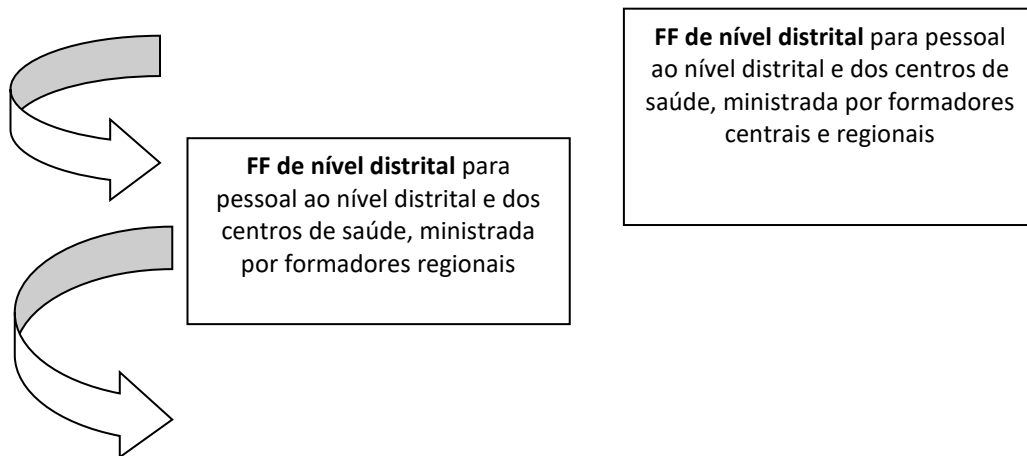 FF de nível distrital para pessoal
ao nível distrital e dos centros de
saúde, ministrada por formadores
centrais e regionais
FF de nível distrital para
pessoal ao nível distrital e dos
centros de saúde, ministrada
por formadores regionais